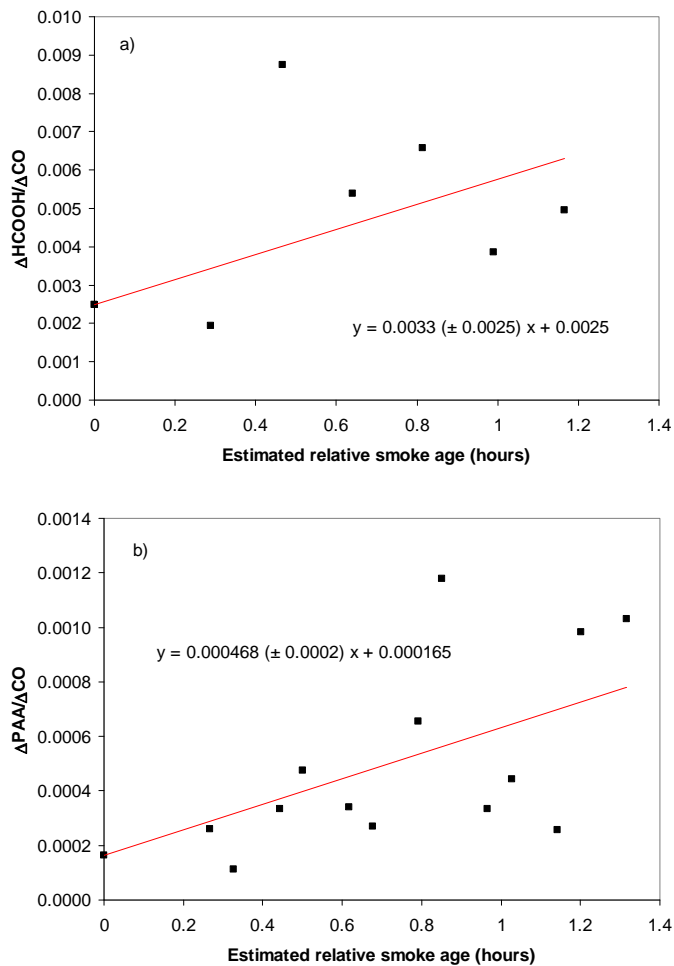 a)
0.010
0.009
0.008
0.007
0.006
0.005
0.004
0.003
0.002
0.001
0.000
ΔHCOOH/ΔCO
y = 0.0033 (± 0.0025) x + 0.0025
0 0.2 0.4 0.6 0.8 1 1.2 1.4
Estimated relative smoke age (hours)
b)
0.0014
0.0012
0.0010
0.0008
0.0006
0.0004
0.0002
0.0000
ΔPAA/ΔCO
y = 0.000468 (± 0.0002) x + 0.000165
0 0.2 0.4 0.6 0.8 1 1.2 1.4
Estimated relative smoke age (hours)